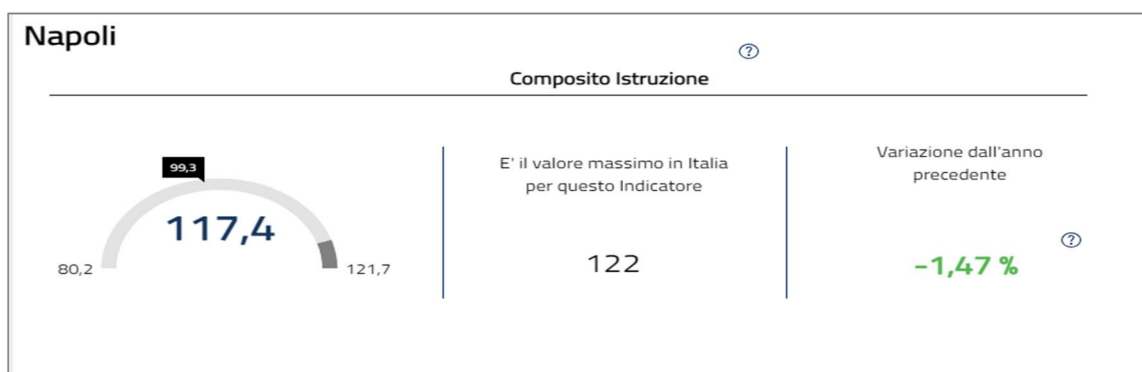 Napoli
?
Composito Istruzione
99,3
117,4
80,2
121,7
E' il valore massimo in Italia
per questo Indicatore
122
Variazione dall'anno
precedente
?
-1,47 %